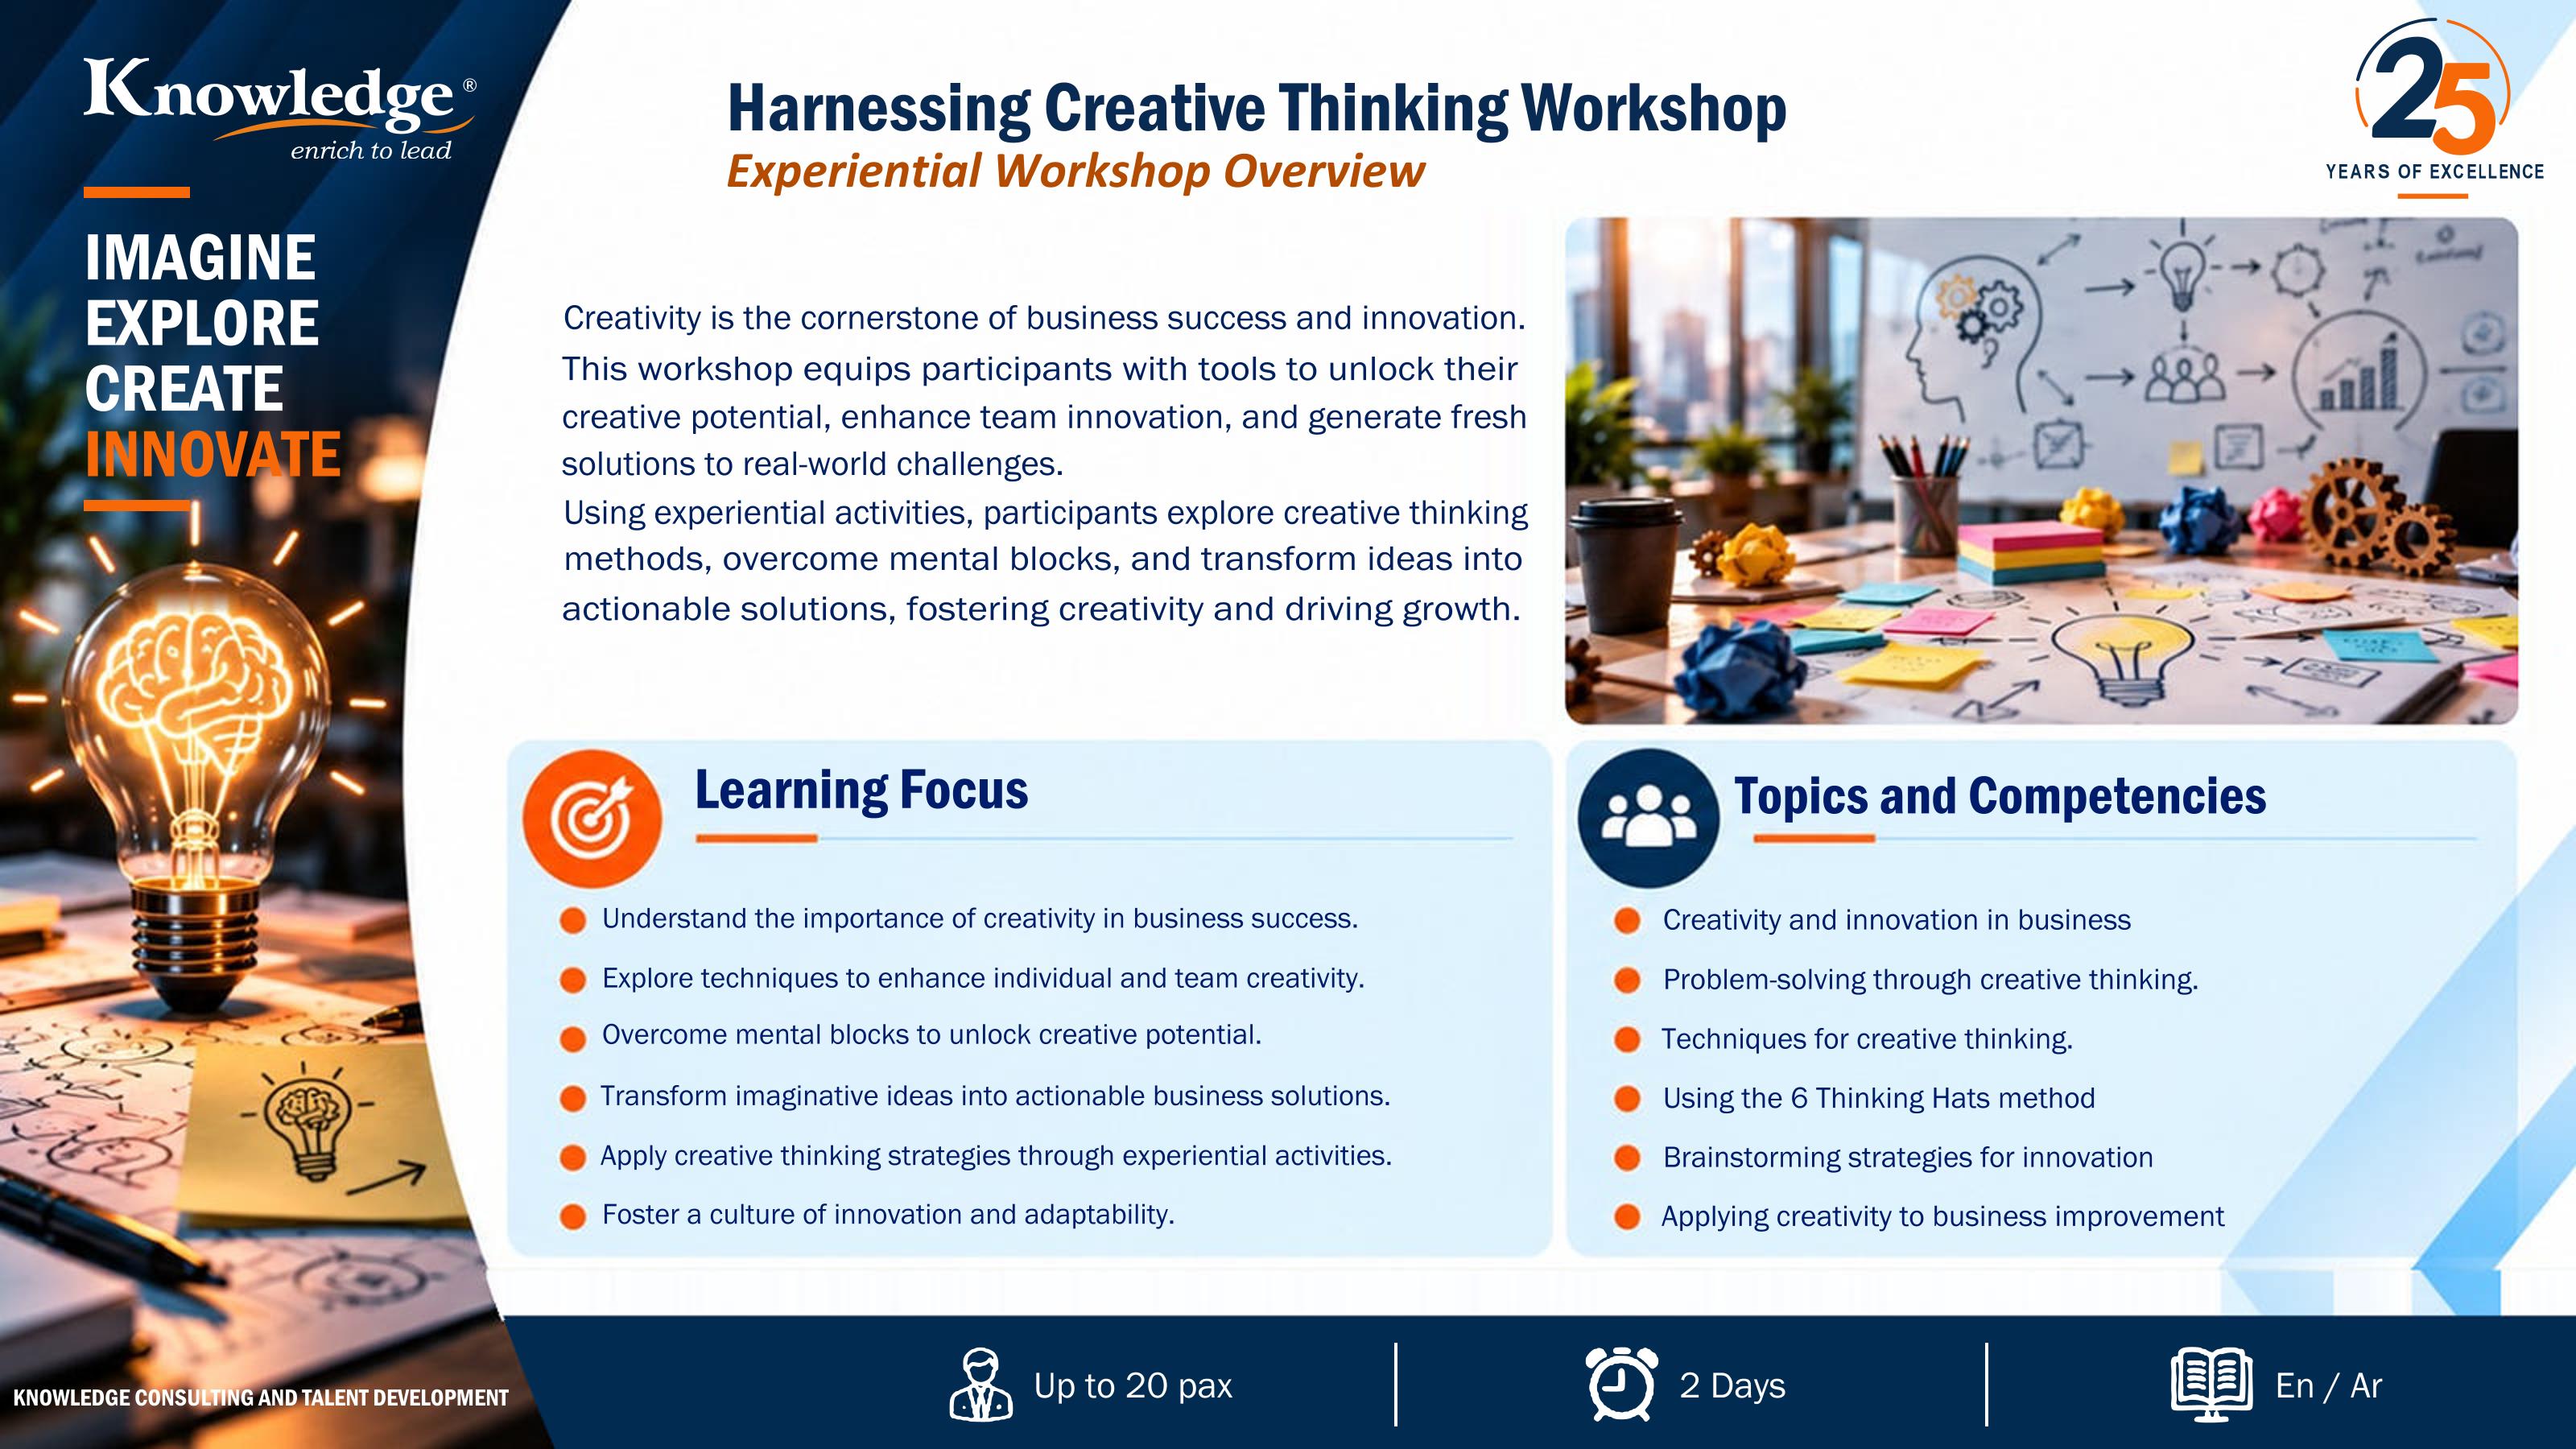 Knowledge®
enrich to lead
IMAGINE
EXPLORE
CREATE
INNOVATE
Harnessing Creative Thinking Workshop
Experiential Workshop Overview
25
YEARS OF EXCELLENCE
Creativity is the cornerstone of business success and innovation.
This workshop equips participants with tools to unlock their
creative potential, enhance team innovation, and generate fresh
solutions to real-world challenges.
Using experiential activities, participants explore creative thinking
methods, overcome mental blocks, and transform ideas into
actionable solutions, fostering creativity and driving growth.
Learning Focus
Understand the importance of creativity in business success.
Explore techniques to enhance individual and team creativity.
Overcome mental blocks to unlock creative potential.
Transform imaginative ideas into actionable business solutions.
Apply creative thinking strategies through experiential activities.
Foster a culture of innovation and adaptability.
Topics and Competencies
Creativity and innovation in business
Problem-solving through creative thinking.
Techniques for creative thinking.
Using the 6 Thinking Hats method
Brainstorming strategies for innovation
Applying creativity to business improvement
KNOWLEDGE CONSULTING AND TALENT DEVELOPMENT
Up to 20 pax
2 Days
En / Ar